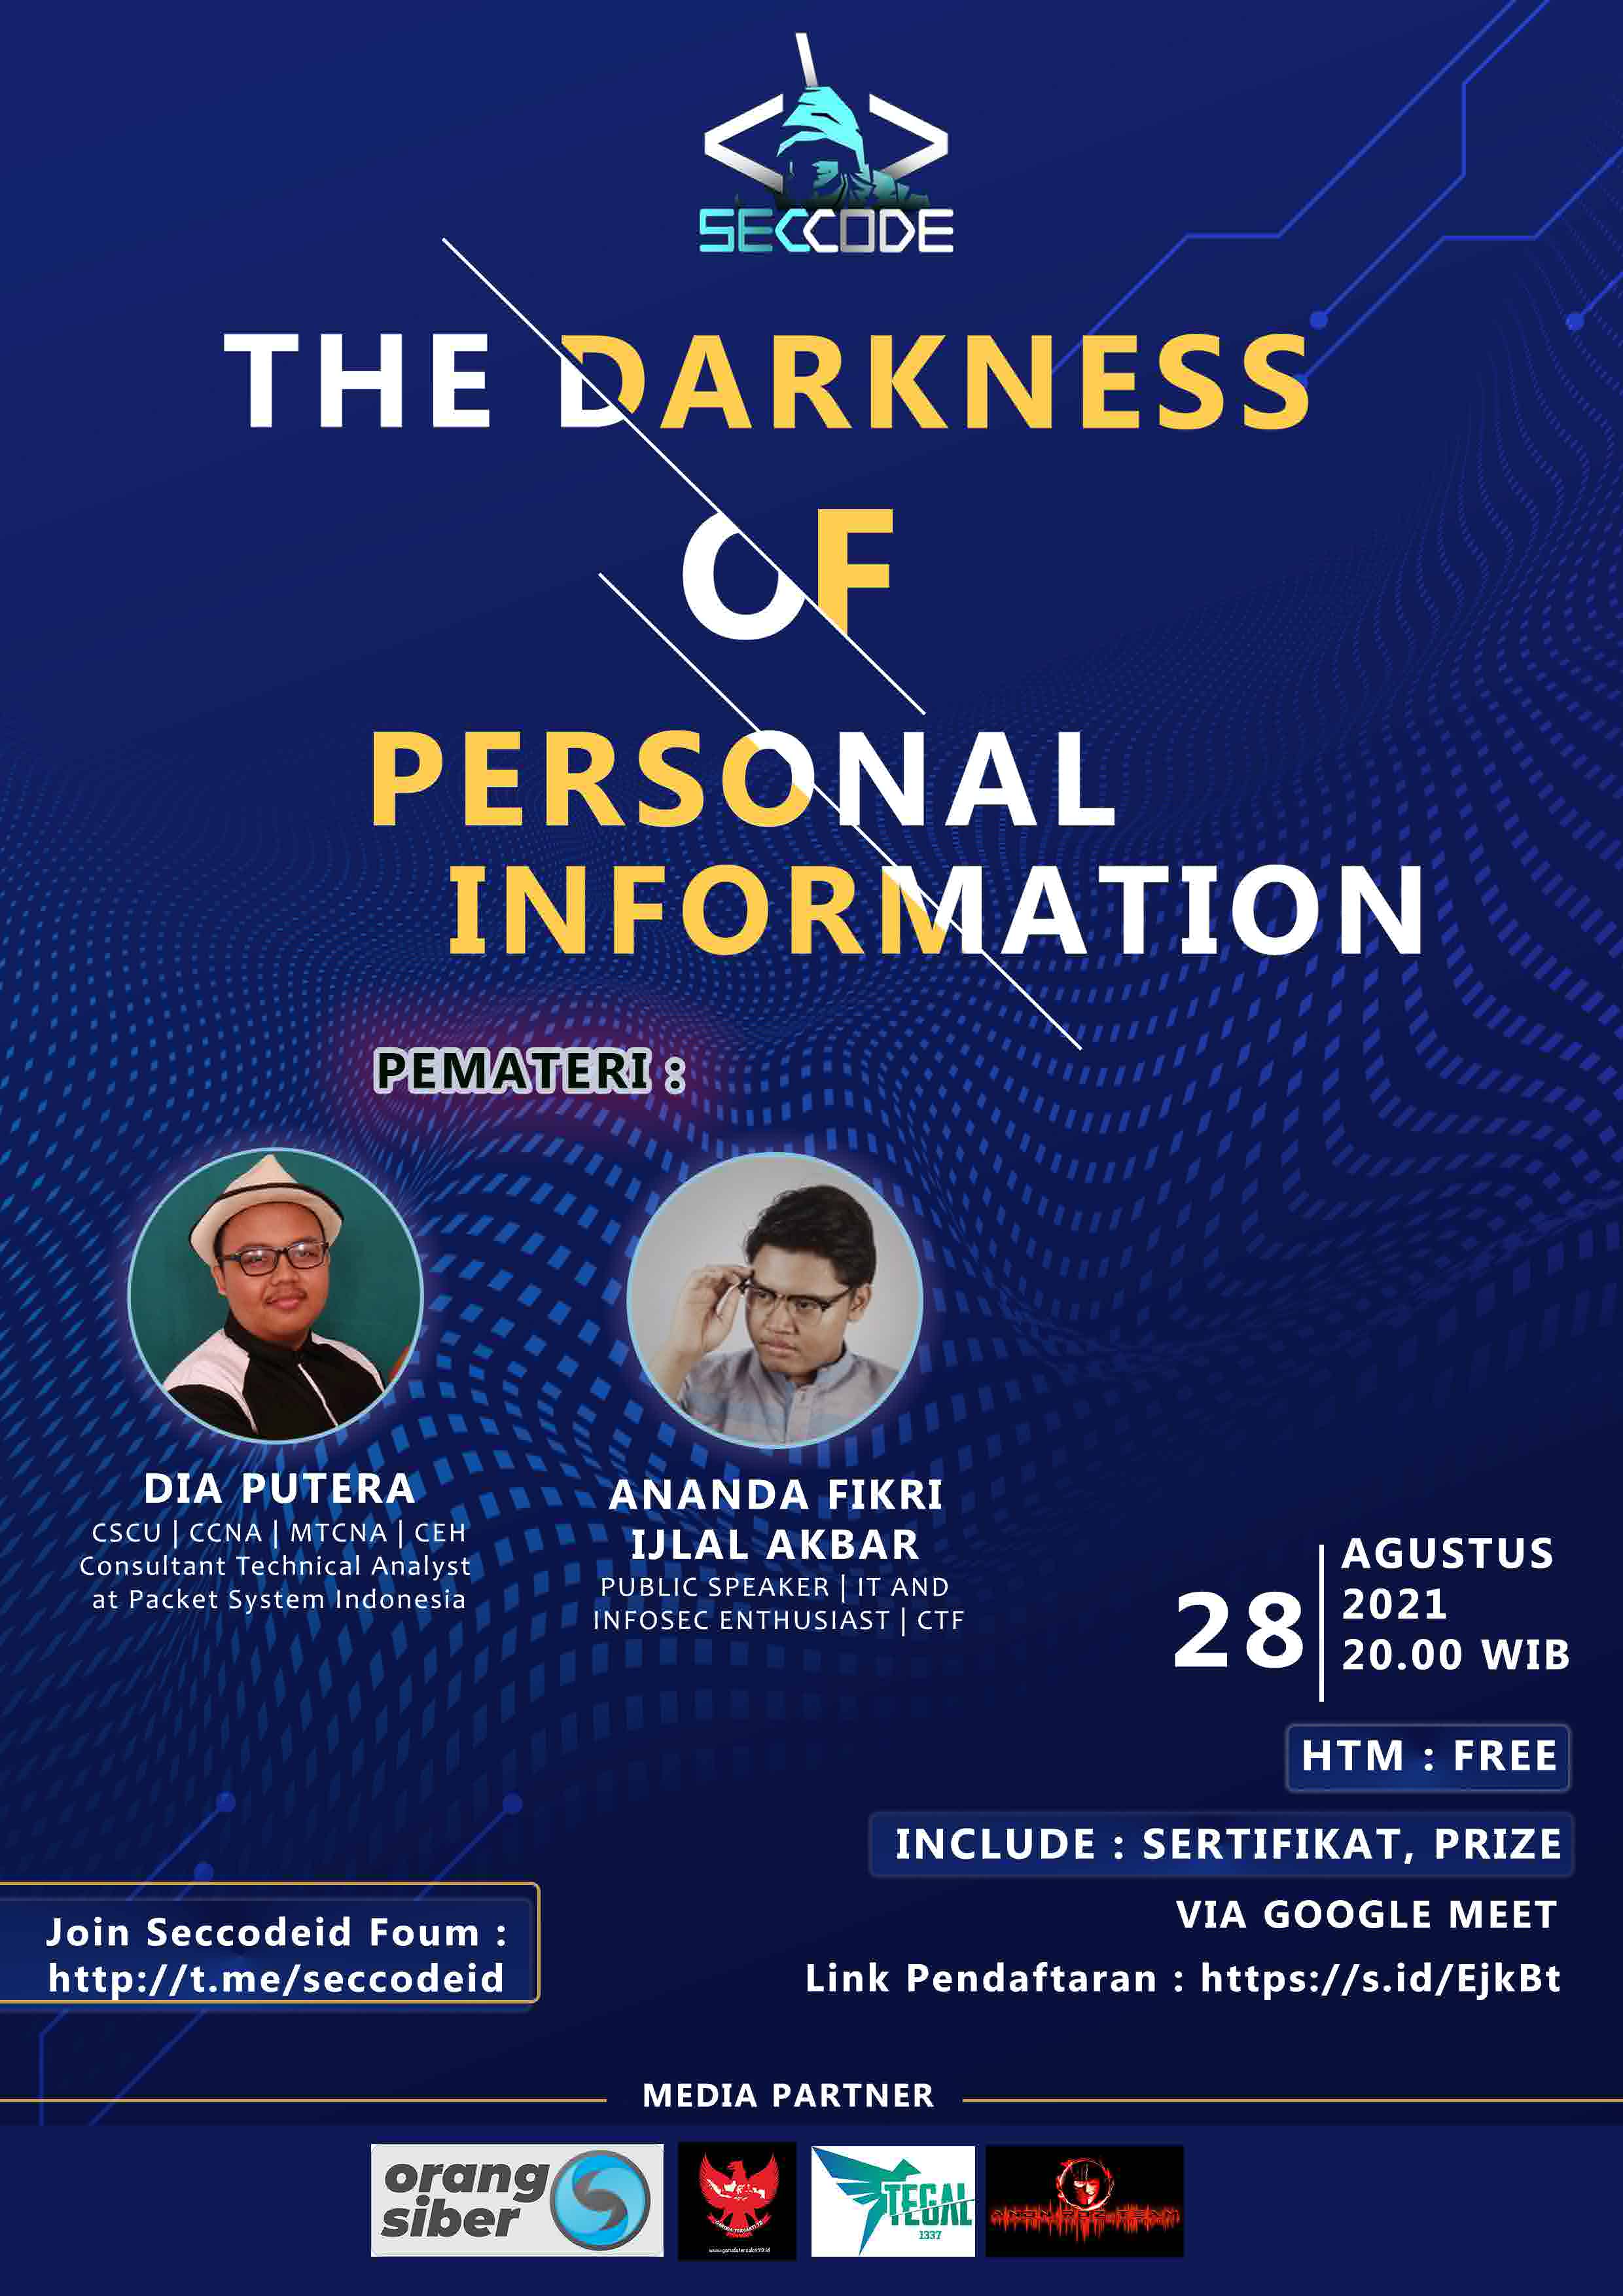 SECCODE
THE DARKNESS
OF
PERSONAL
INFORMATION
PEMATERI :
DIA PUTERA
CSCU | CCNA | MTCNA | CEH
Consultant Technical Analyst
at Packet System Indonesia
ANANDA FIKRI
IJLAL AKBAR
PUBLIC SPEAKER | IT AND
INFOSEC ENTHUSIAST | CTF
28
AGUSTUS
2021
20.00 WIB
HTM : FREE
INCLUDE : SERTIFIKAT, PRIZE
VIA GOOGLE MEET
Link Pendaftaran : https://s.id/EjkBt
Join Seccodeid Foum :
http://t.me/seccodeid
MEDIA PARTNER
orang
siber
TEGAL
1337